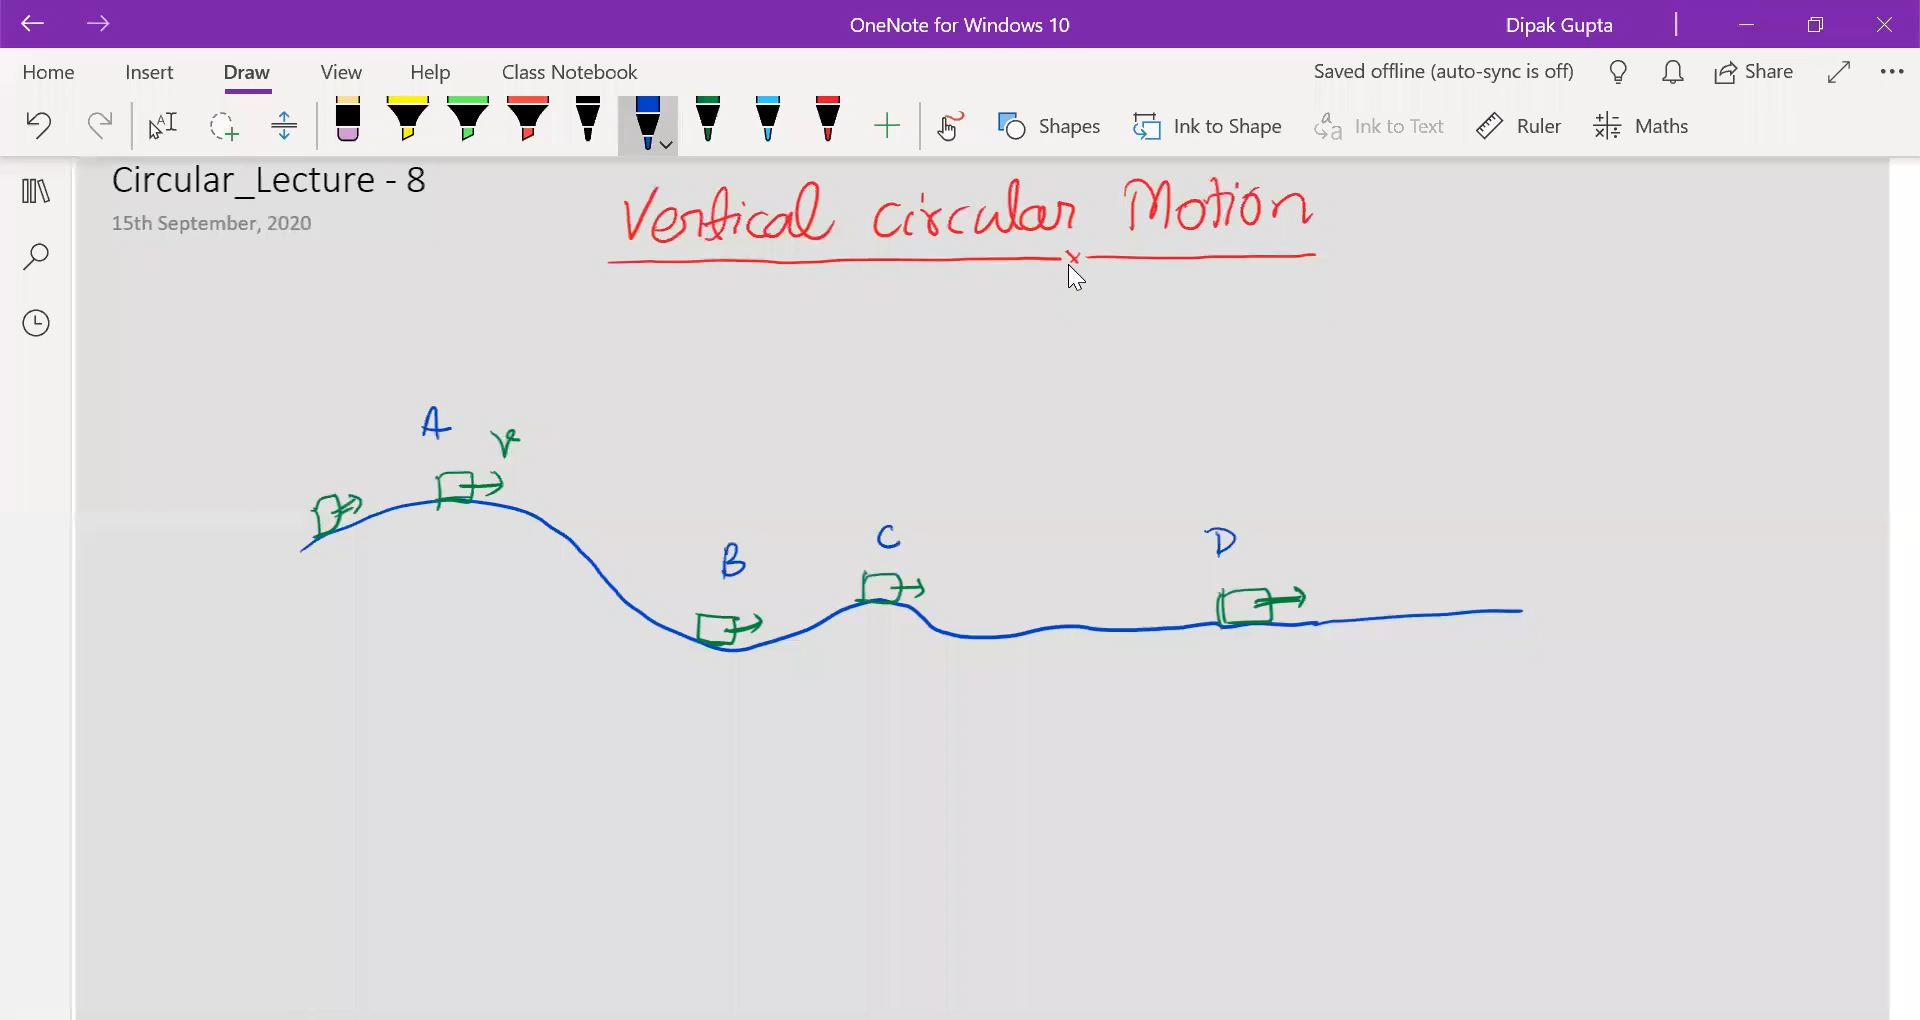 OneNote for Windows 10
Dipak Gupta
Home Insert Draw View Help Class Notebook
Saved offline (auto-sync is off) Share
Shapes Ink to Shape Ink to Text Ruler Maths
Circular_Lecture - 8
15th September, 2020
Vertical circular Motion
A
v
B
C
D